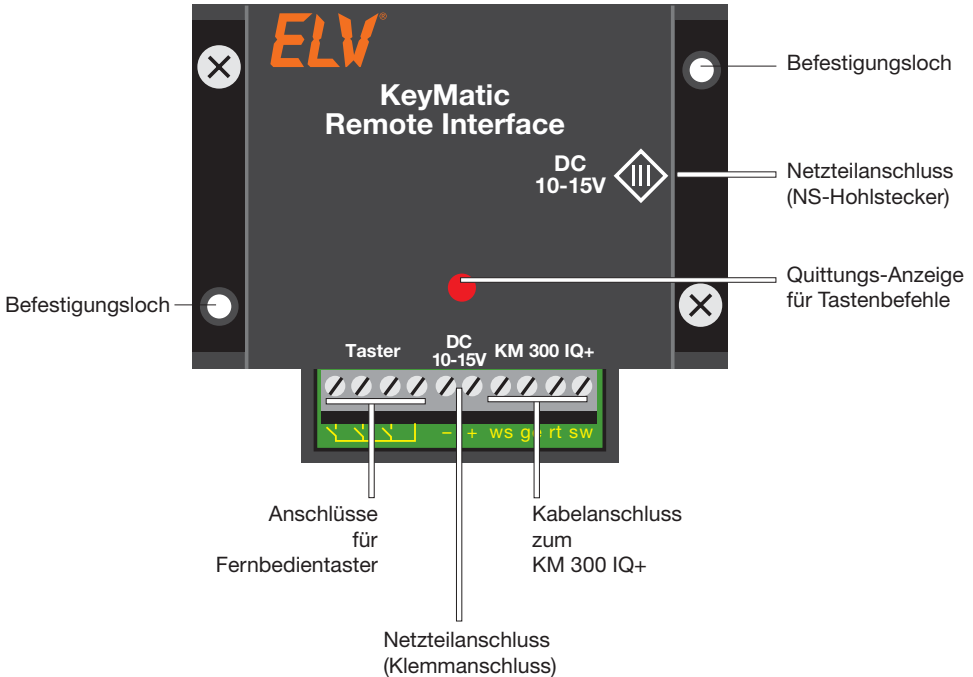 ELV®
KeyMatic
Remote Interface
DC
10-15V
Befestigungsloch
Netzteilanschluss
(NS-Hohlstecker)
Quittungs-Anzeige
für Tastenbefehle
Befestigungsloch
Taster
DC
10-15V
KM 300 IQ+
– + ws ge rt sw
Anschlüsse
für
Fernbedientaster
Kabelanschluss
zum
KM 300 IQ+
Netzteilanschluss
(Klemmanschluss)